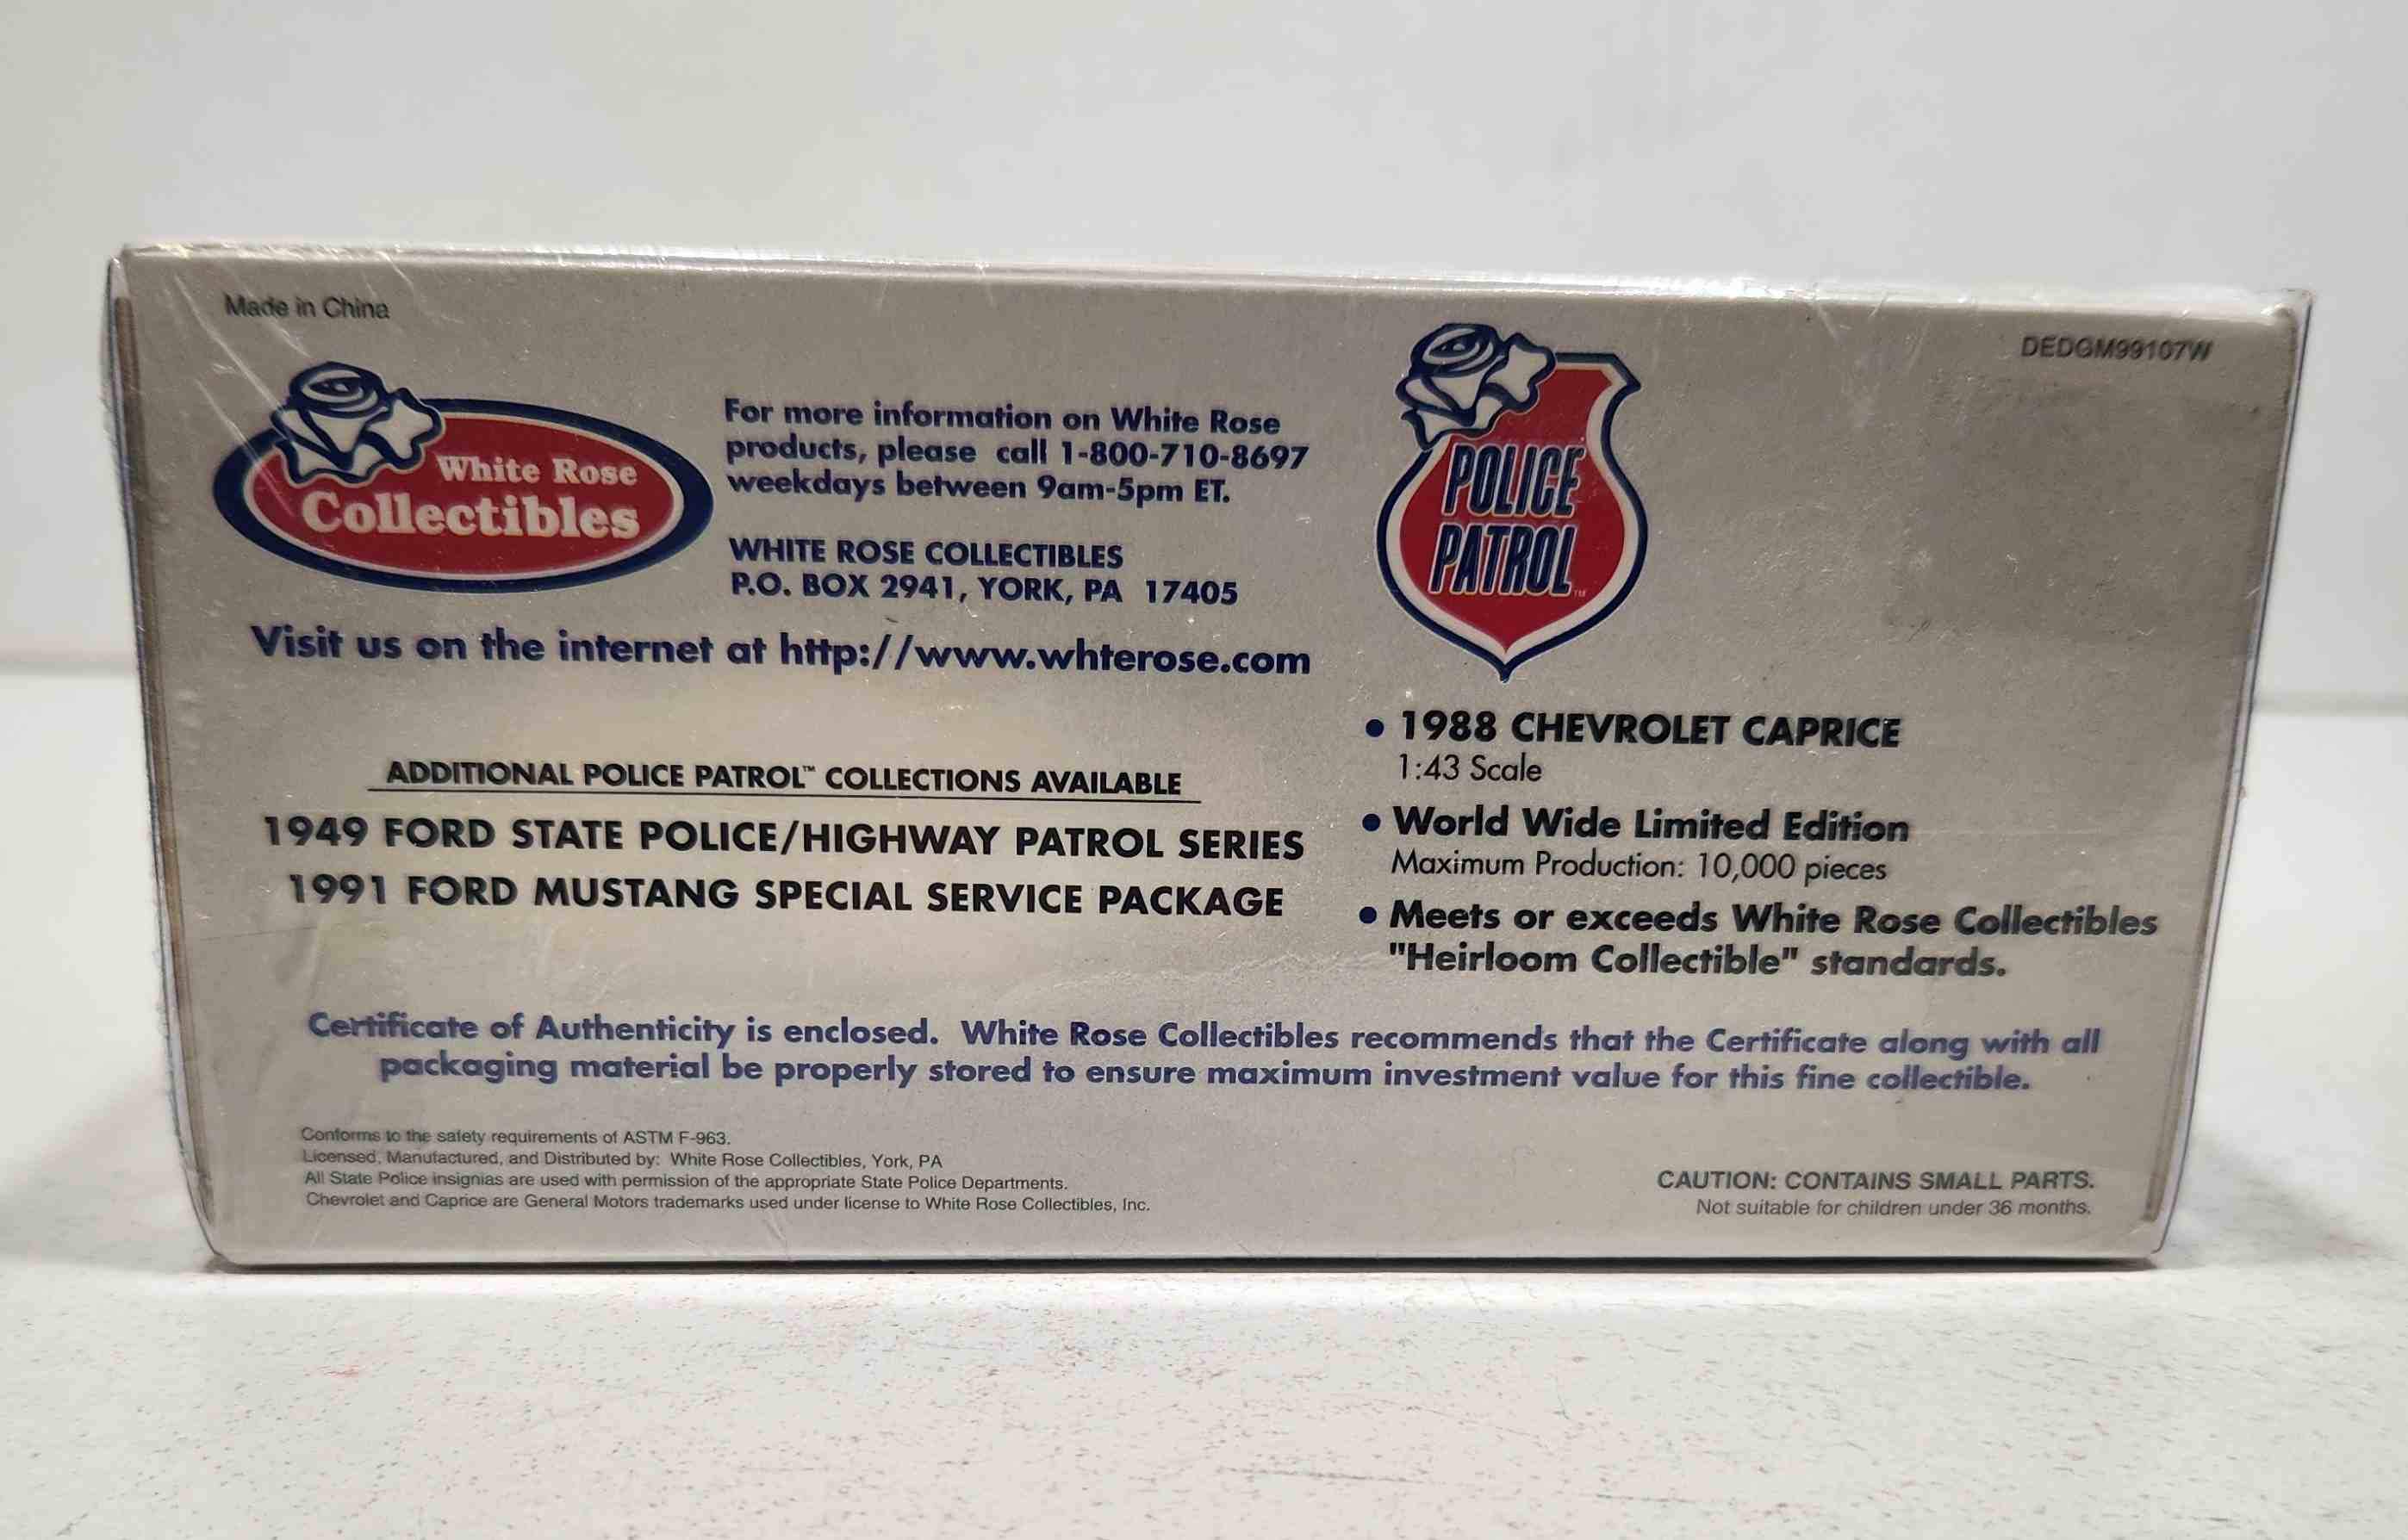 Made in China
DEDGM99107W
White Rose
Collectibles
For more information on White Rose
products, please call 1-800-710-8697
weekdays between 9am-5pm ET.
WHITE ROSE COLLECTIBLES
P.O. BOX 2941, YORK, PA 17405
Visit us on the internet at http://www.whterose.com
ADDITIONAL POLICE PATROL™ COLLECTIONS AVAILABLE
1949 FORD STATE POLICE/HIGHWAY PATROL SERIES
1991 FORD MUSTANG SPECIAL SERVICE PACKAGE
POLICE
PATROL™
• 1988 CHEVROLET CAPRICE
1:43 Scale
• World Wide Limited Edition
Maximum Production: 10,000 pieces
• Meets or exceeds White Rose Collectibles
"Heirloom Collectible" standards.
Certificate of Authenticity is enclosed. White Rose Collectibles recommends that the Certificate along with all
packaging material be properly stored to ensure maximum investment value for this fine collectible.
Conforms to the safety requirements of ASTM F-963.
Licensed, Manufactured, and Distributed by: White Rose Collectibles, York, PA
All State Police insignias are used with permission of the appropriate State Police Departments.
Chevrolet and Caprice are General Motors trademarks used under license to White Rose Collectibles, Inc.
CAUTION: CONTAINS SMALL PARTS.
Not suitable for children under 36 months.